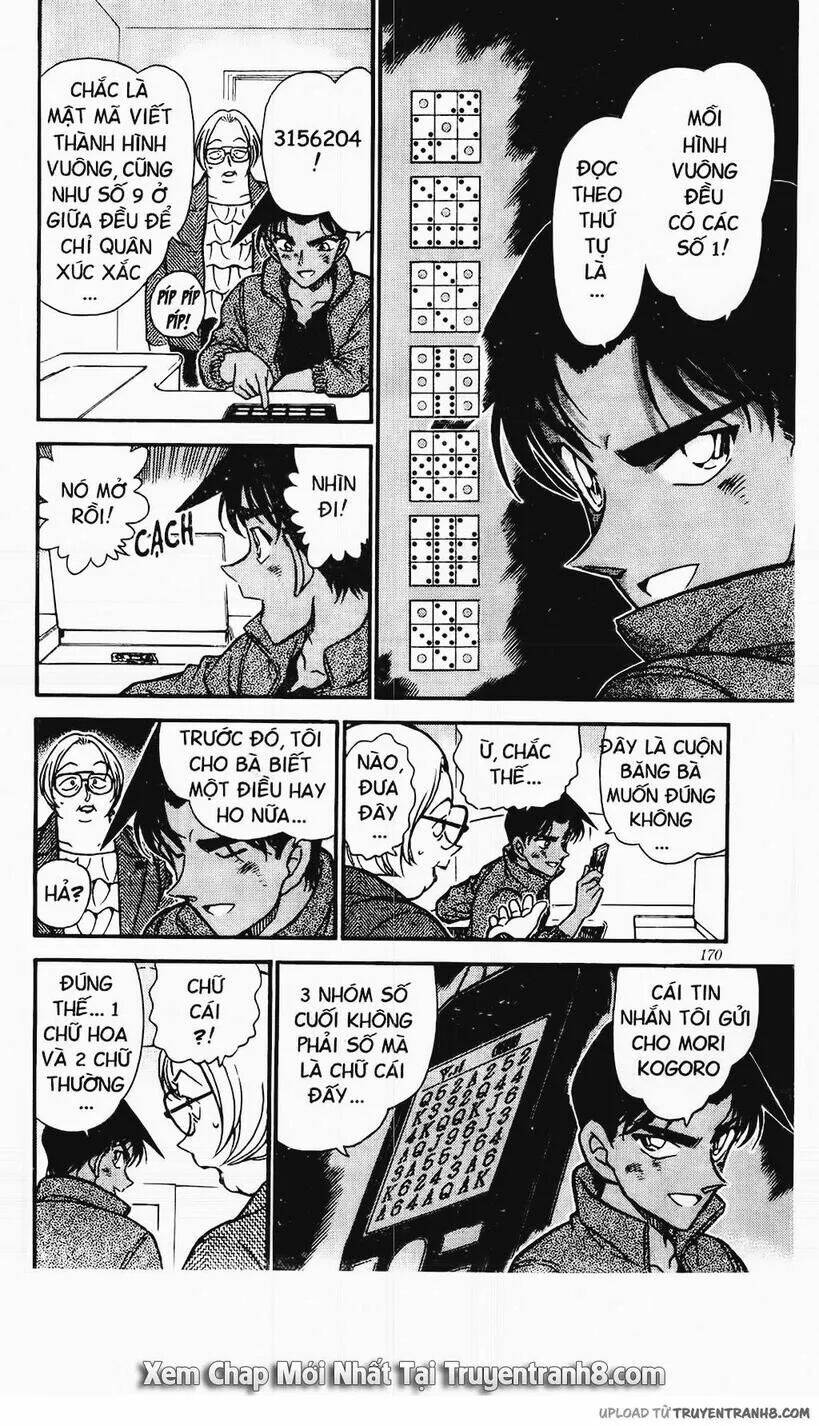 MỒI
HÌNH
VUÔNG
ĐỀU
CÓ CÁC
SỐ 1!
ĐỌC
THEO
THỨ
TỰ
LÀ
...
3156204
!
CHẮC LÀ
MẬT MÃ VIẾT
THÀNH HÌNH
VUÔNG, CŨNG
NHƯ SỐ 9 Ở
GIỮA ĐỀU ĐỂ
CHỈ QUÂN
XÚC XẮC
...
PÍP PÍP
PÍP!
NHÌN
ĐI!
NÓ MỞ
RỒI!
CẠCH
ĐÂY LÀ CUỘN
BĂNG BÀ
MUỐN ĐÚNG
KHÔNG
...
Ừ, CHẮC
THẾ...
NÀO,
ĐƯA
ĐÂY
...
TRƯỚC ĐÓ, TÔI
CHO BÀ BIẾT
MỘT ĐIỀU HAY
HO NỮA...
HẢ?
170
CÁI TIN
NHẮN TÔI GỬI
CHO MORI
KOGORO
3 NHÓM SỐ
CUỐI KHÔNG
PHẢI SỐ MÀ
LÀ CHỮ CÁI
ĐẤY...
CHỮ
CÁI
?!
ĐÚNG
THẾ... 1
CHỮ HOA
VÀ 2 CHỮ
THƯỜNG
...
Xem Chap Mới Nhất Tại Truyentranh8.com
UPLOAD TỪ TRUYENTRANH8.COM